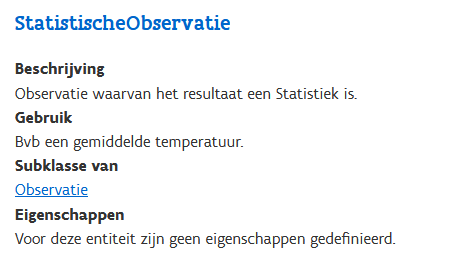 StatistischeObservatie
Beschrijving
Observatie waarvan het resultaat een Statistiek is.
Gebruik
Bvb een gemiddelde temperatuur.
Subklasse van
Observatie
Eigenschappen
Voor deze entiteit zijn geen eigenschappen gedefinieerd.